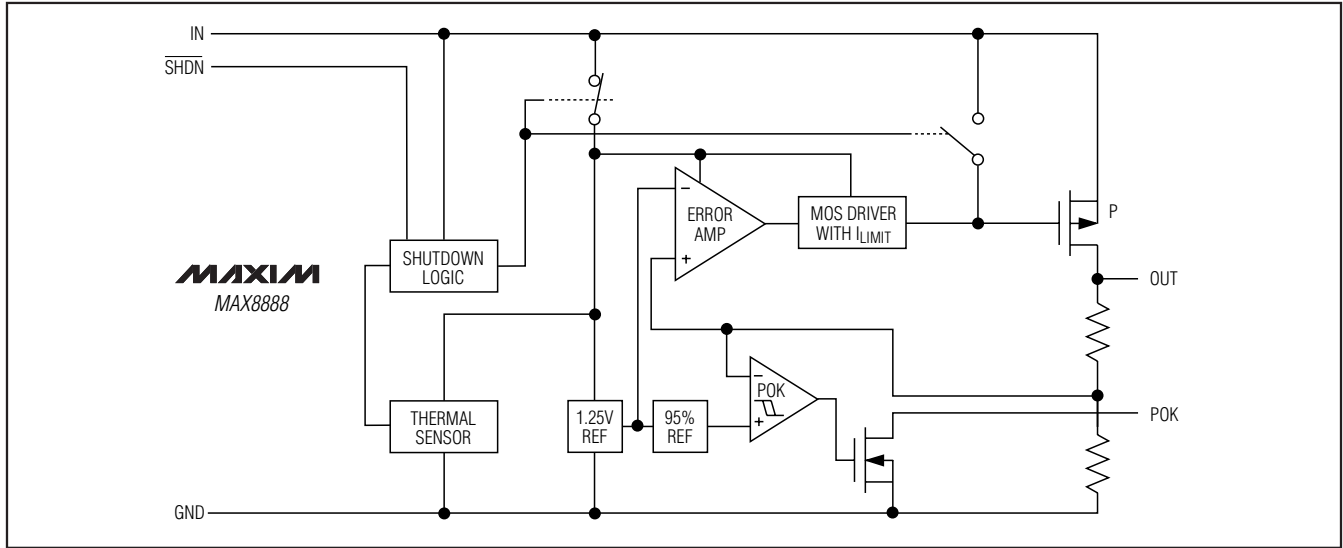 IN
SHDN
P
−
ERROR
AMP
+
MOS DRIVER
WITH ILIMIT
SHUTDOWN
LOGIC
MAXIM
MAX8888
OUT
−
POK
+
THERMAL
SENSOR
1.25V
REF
95%
REF
POK
GND